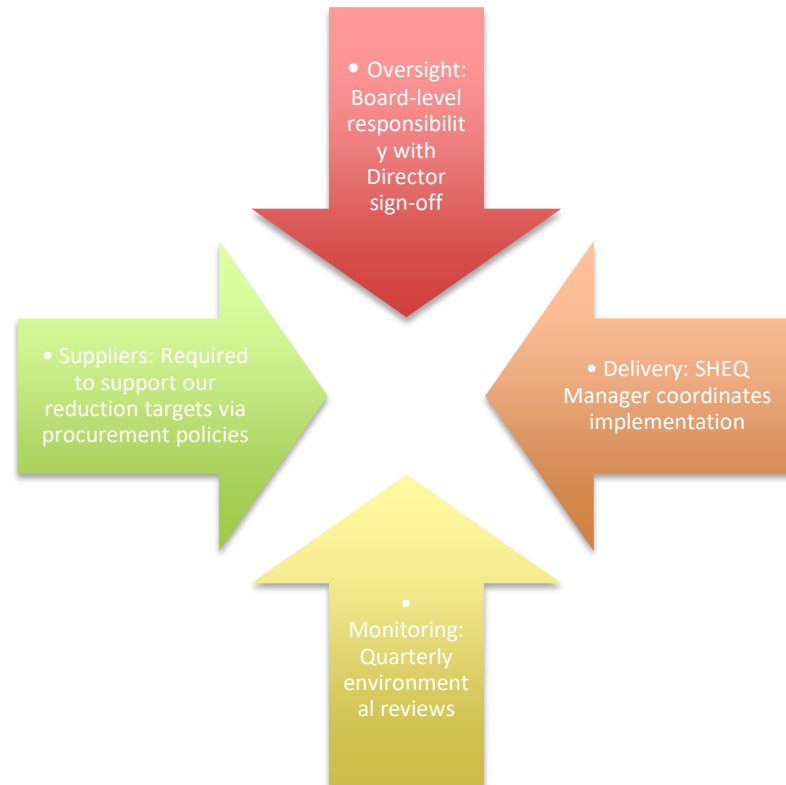 • Oversight:
Board-level
responsibilit
y with
Director
sign-off
• Suppliers: Required
to support our
reduction targets via
procurement policies
• Delivery: SHEQ
Manager coordinates
implementation
•
Monitoring:
Quarterly
environment
al reviews